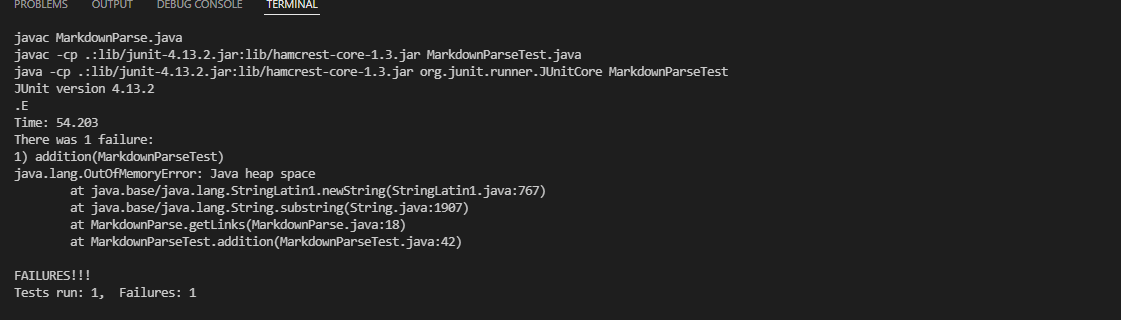 PROBLEMS OUTPUT DEBUG CONSOLE TERMINAL
javac MarkdownParse.java
javac -cp .:lib/junit-4.13.2.jar:lib/hamcrest-core-1.3.jar MarkdownParseTest.java
java -cp .:lib/junit-4.13.2.jar:lib/hamcrest-core-1.3.jar org.junit.runner.JUnitCore MarkdownParseTest
JUnit version 4.13.2
.E
Time: 54.203
There was 1 failure:
1) addition(MarkdownParseTest)
java.lang.OutOfMemoryError: Java heap space
        at java.base/java.lang.StringLatin1.newString(StringLatin1.java:767)
        at java.base/java.lang.String.substring(String.java:1907)
        at MarkdownParse.getLinks(MarkdownParse.java:18)
        at MarkdownParseTest.addition(MarkdownParseTest.java:42)
FAILURES!!!
Tests run: 1,  Failures: 1